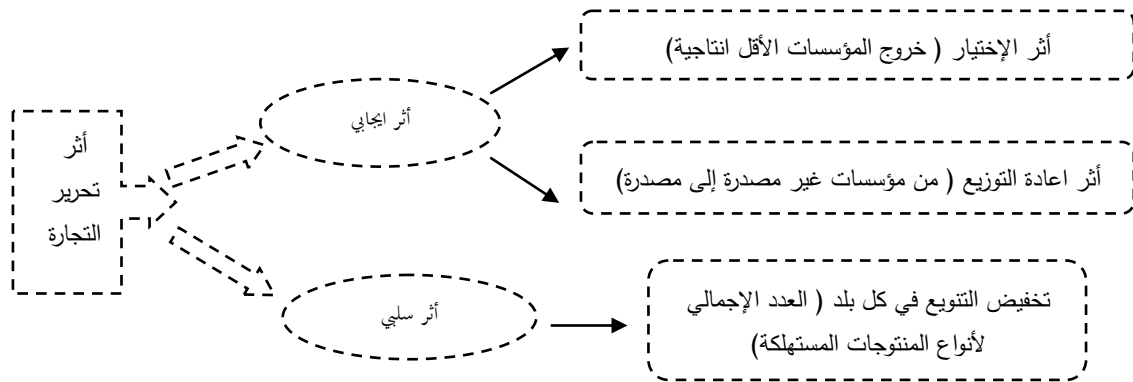 أثر
تحرير
التجارة
أثر ايجابي
أثر الإختيار ( خروج المؤسسات الأقل انتاجية)
أثر اعادة التوزيع ( من مؤسسات غير مصدرة إلى مصدرة)
أثر سلبي
تخفيض التنويع في كل بلد ( العدد الإجمالي
لأنواع المنتوجات المستهلكة)